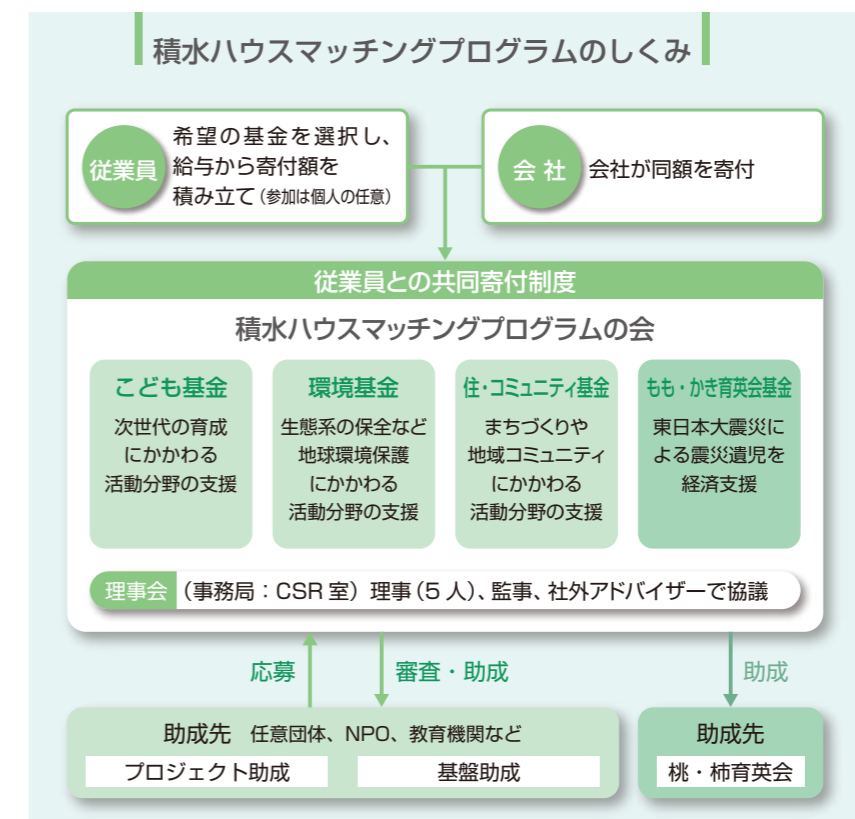 積水ハウスマッチングプログラムのしくみ
従業員
希望の基金を選択し、
給与から寄付額を
積み立て(参加は個人の任意)
会社
会社が同額を寄付
従業員との共同寄付制度
積水ハウスマッチングプログラムの会
こども基金
次世代の育成
にかかわる
活動分野の支援
環境基金
生態系の保全など
地球環境保護
にかかわる
活動分野の支援
住・コミュニティ基金
まちづくりや
地域コミュニティ
にかかわる
活動分野の支援
もも・かき育英会基金
東日本大震災に
よる震災遺児を
経済支援
理事会 (事務局:CSR室) 理事(5人)、監事、社外アドバイザーで協議
応募
審査・助成
助成
助成先 任意団体、NPO、教育機関など
プロジェクト助成
基盤助成
助成先
桃・柿育英会